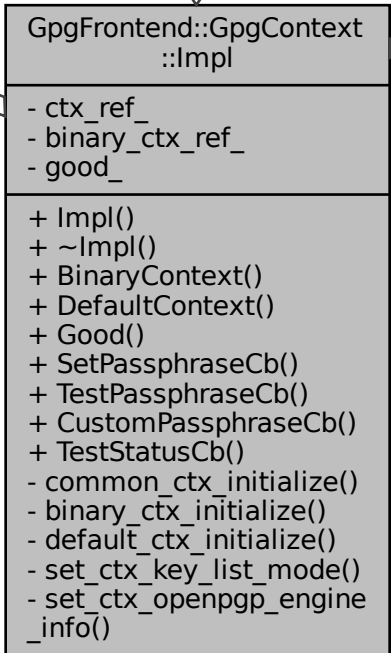 GpgFrontend::GpgContext
::Impl
- ctx_ref_
- binary_ctx_ref_
- good_
+ Impl()
+ ~Impl()
+ BinaryContext()
+ DefaultContext()
+ Good()
+ SetPassphraseCb()
+ TestPassphraseCb()
+ CustomPassphraseCb()
+ TestStatusCb()
- common_ctx_initialize()
- binary_ctx_initialize()
- default_ctx_initialize()
- set_ctx_key_list_mode()
- set_ctx_openpgp_engine
_info()